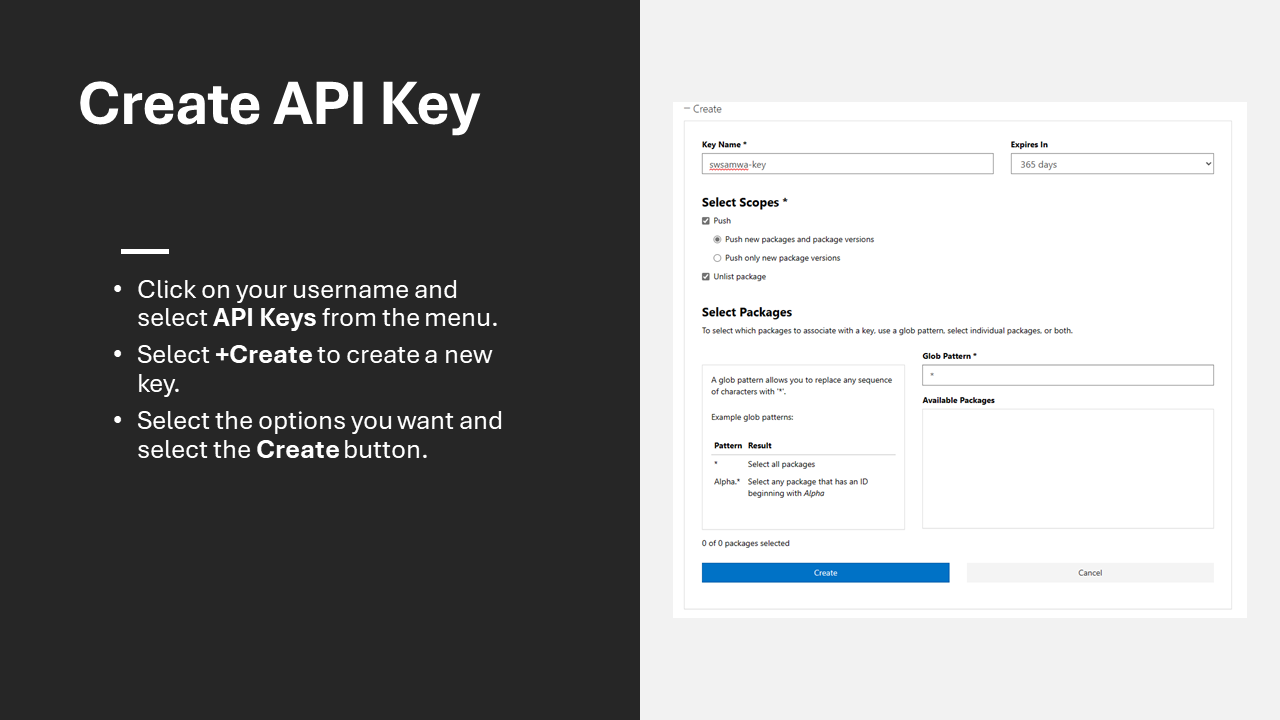 Create API Key
• Click on your username and
select API Keys from the menu.
• Select +Create to create a new
key.
• Select the options you want and
select the Create button.
− Create
Key Name *
Expires In
swsamwa-key
365 days
Select Scopes *
Push
Push new packages and package versions
Push only new package versions
Unlist package
Select Packages
To select which packages to associate with a key, use a glob pattern, select individual packages, or both.
A glob pattern allows you to replace any sequence
of characters with '*'.
Example glob patterns:
Pattern Result
* Select all packages
Alpha.* Select any package that has an ID
beginning with Alpha
Glob Pattern *
*
Available Packages
0 of 0 packages selected
Create
Cancel